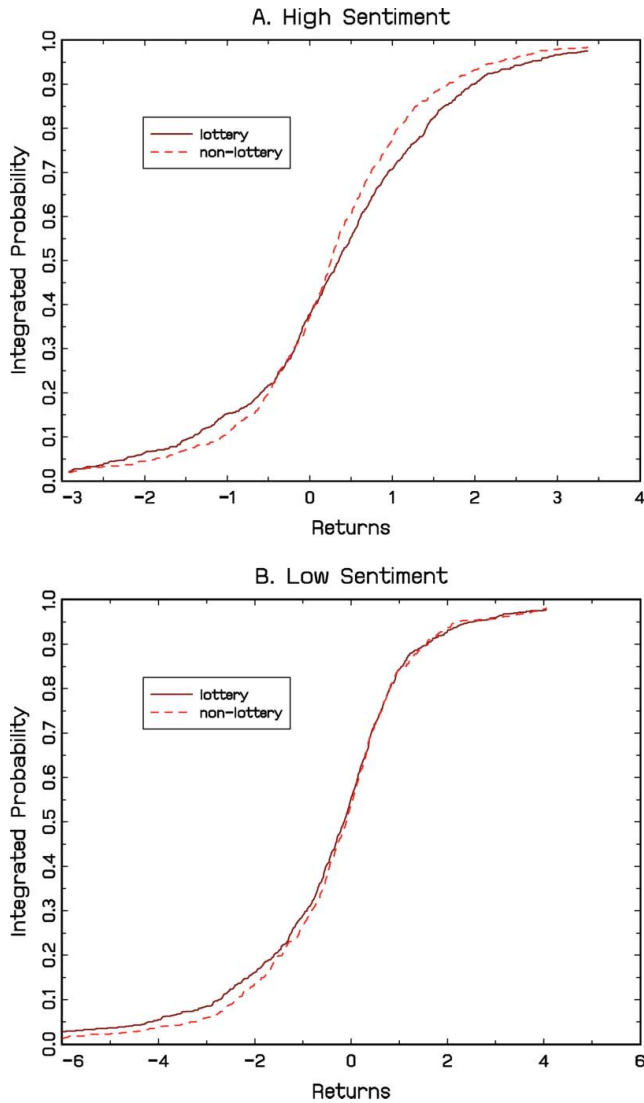 A. High Sentiment
1.0
0.9
0.8
0.7
0.6
0.5
0.4
0.3
0.2
0.1
0.0
Integrated Probability
lottery
non-lottery
-3 -2 -1 0 1 2 3 4
Returns
B. Low Sentiment
1.0
0.9
0.8
0.7
0.6
0.5
0.4
0.3
0.2
0.1
0.0
Integrated Probability
lottery
non-lottery
-6 -4 -2 0 2 4 6
Returns